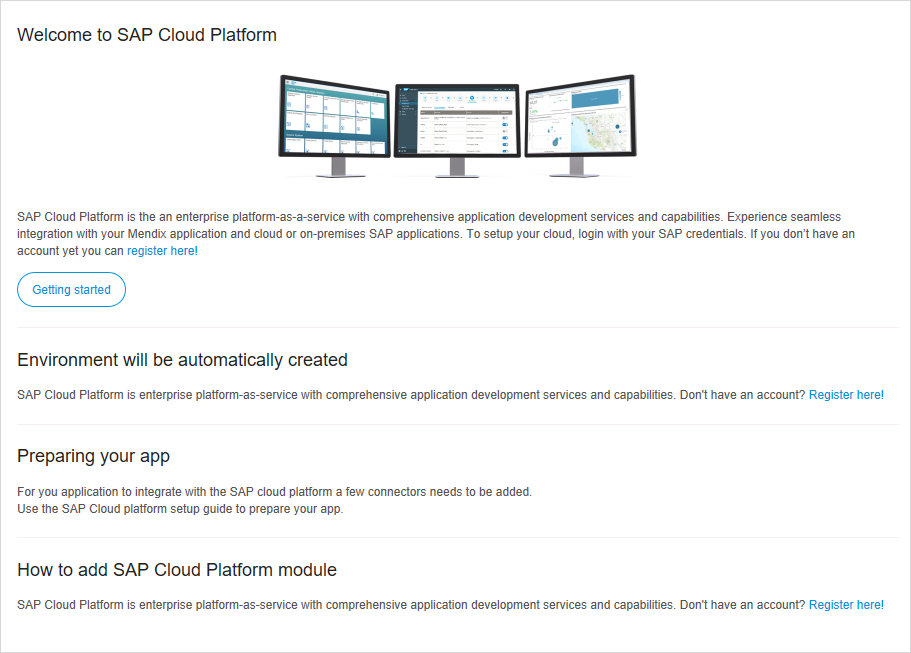 Welcome to SAP Cloud Platform
SAP Cloud Platform is the an enterprise platform-as-a-service with comprehensive application development services and capabilities. Experience seamless
integration with your Mendix application and cloud or on-premises SAP applications. To setup your cloud, login with your SAP credentials. If you don't have an
account yet you can register here!
Getting started
Environment will be automatically created
SAP Cloud Platform is enterprise platform-as-service with comprehensive application development services and capabilities. Don't have an account? Register here!
Preparing your app
For you application to integrate with the SAP cloud platform a few connectors needs to be added.
Use the SAP Cloud platform setup guide to prepare your app.
How to add SAP Cloud Platform module
SAP Cloud Platform is enterprise platform-as-service with comprehensive application development services and capabilities. Don't have an account? Register here!